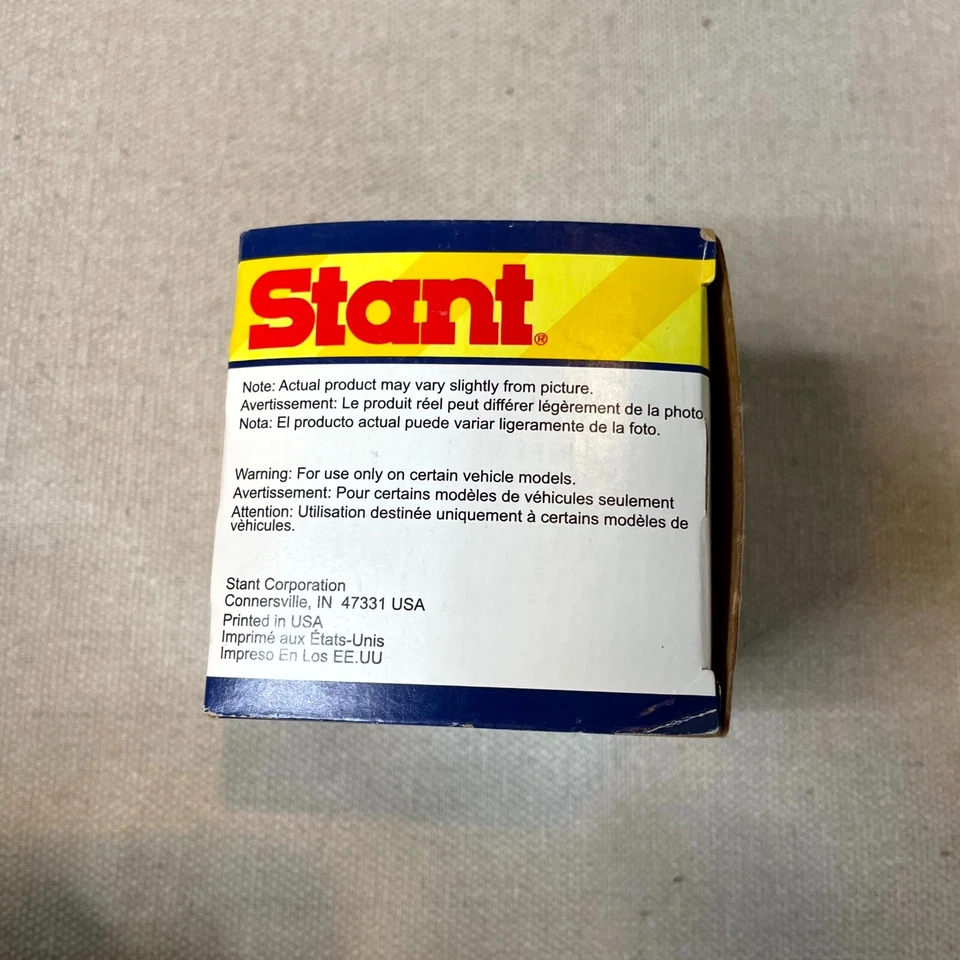 Stant®
Note: Actual product may vary slightly from picture.
Avertissement: Le produit réel peut différer légèrement de la photo.
Nota: El producto actual puede variar ligeramente de la foto.
Warning: For use only on certain vehicle models.
Avertissement: Pour certains modèles de véhicules seulement
Attention: Utilisation destinée uniquement à certains modèles de
vèhicules.
Stant Corporation
Connersville, IN 47331 USA
Printed in USA
Imprimé aux États-Unis
Impreso En Los EE.UU